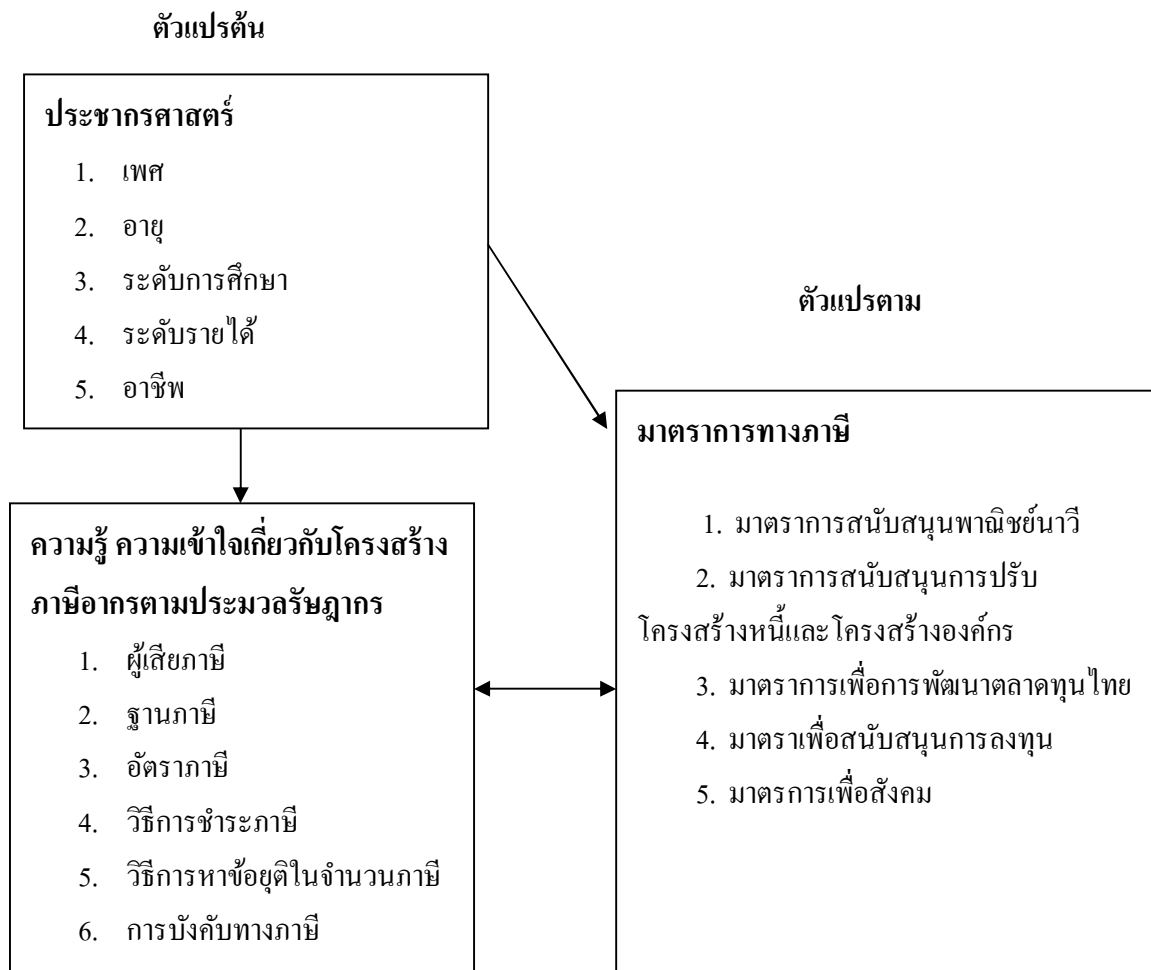 ตัวแปรต้น
ประชากรศาสตร์
1. เพศ
2. อายุ
3. ระดับการศึกษา
4. ระดับรายได้
5. อาชีพ
ความรู้ ความเข้าใจเกี่ยวกับโครงสร้าง
ภาษีอากรตามประมวลรัษฎากร
1. ผู้เสียภาษี
2. ฐานภาษี
3. อัตราภาษี
4. วิธีการชำระภาษี
5. วิธีการหาข้อยุติในจำนวนภาษี
6. การบังคับทางภาษี
ตัวแปรตาม
มาตราการทางภาษี
1. มาตราการสนับสนุนพาณิชย์นาวี
2. มาตราการสนับสนุนการปรับ
โครงสร้างหนี้และโครงสร้างองค์กร
3. มาตราการเพื่อการพัฒนาตลาดทุนไทย
4. มาตราเพื่อสนับสนุนการลงทุน
5. มาตรการเพื่อสังคม